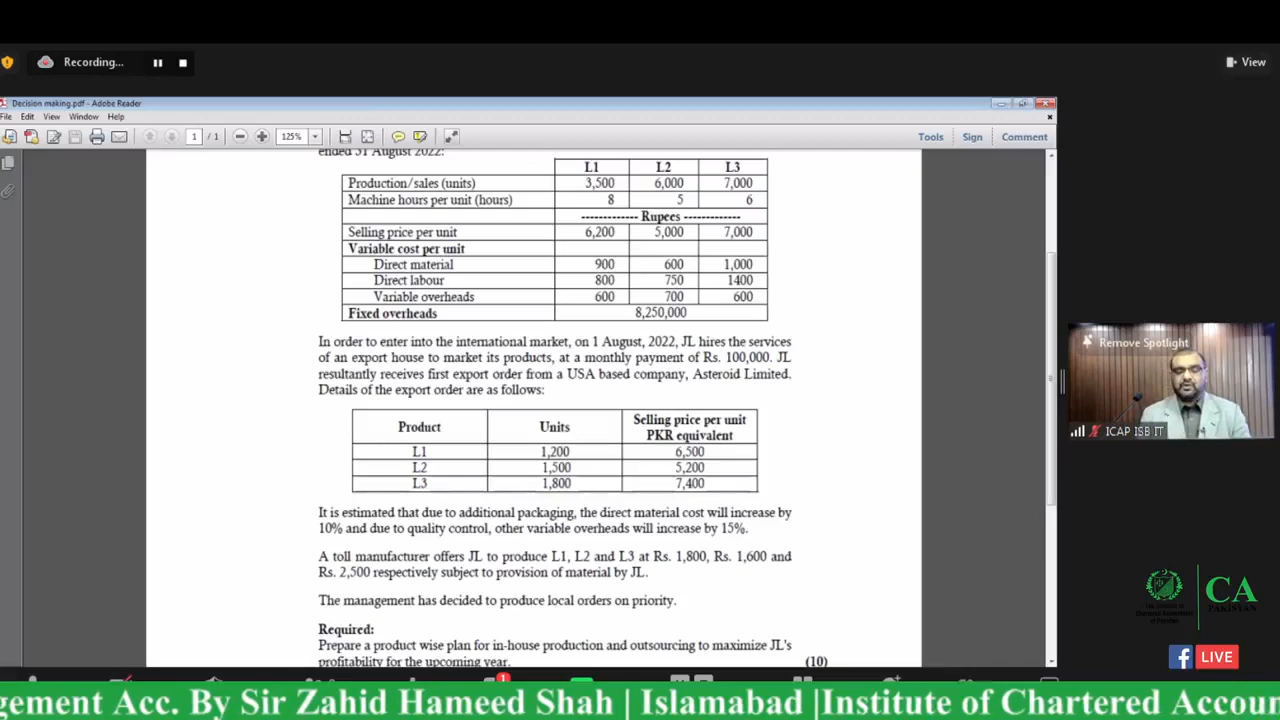 Recording...
View
Decision making.pdf - Adobe Reader
File Edit View Window Help
1 / 1 125% Tools Sign Comment
ended 31 August 2022:
L1 L2 L3
Production/sales (units) 3,500 6,000 7,000
Machine hours per unit (hours) 8 5 6
------------- Rupees -------------
Selling price per unit 6,200 5,000 7,000
Variable cost per unit
Direct material 900 600 1,000
Direct labour 800 750 1400
Variable overheads 600 700 600
Fixed overheads 8,250,000
In order to enter into the international market, on 1 August, 2022, JL hires the services
of an export house to market its products, at a monthly payment of Rs. 100,000. JL
resultantly receives first export order from a USA based company, Asteroid Limited.
Details of the export order are as follows:
Product Units Selling price per unit
PKR equivalent
L1 1,200 6,500
L2 1,500 5,200
L3 1,800 7,400
It is estimated that due to additional packaging, the direct material cost will increase by
10% and due to quality control, other variable overheads will increase by 15%.
A toll manufacturer offers JL to produce L1, L2 and L3 at Rs. 1,800, Rs. 1,600 and
Rs. 2,500 respectively subject to provision of material by JL.
The management has decided to produce local orders on priority.
Required:
Prepare a product wise plan for in-house production and outsourcing to maximize JL's
profitability for the upcoming year. (10)
Remove Spotlight
ICAP ISB IT
CA
PAKISTAN
LIVE
gement Acc. By Sir Zahid Hameed Shah | Islamabad |Institute of Chartered Accoun